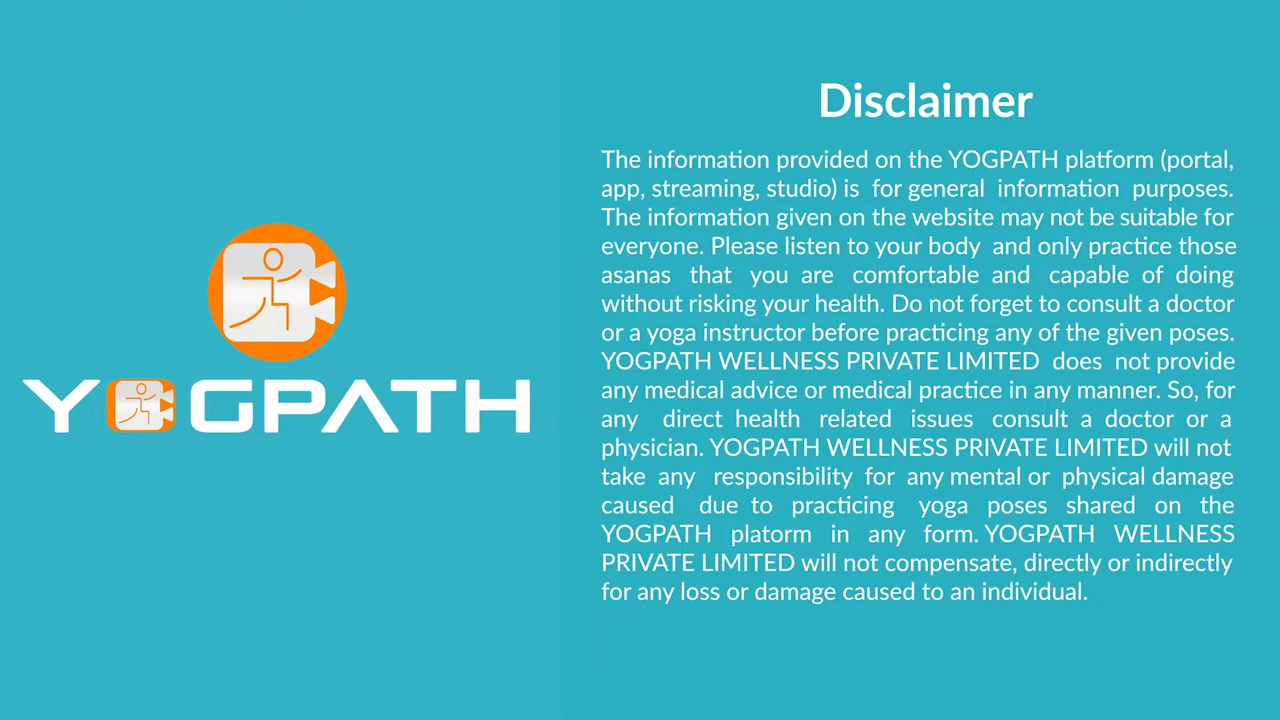 YOGPATH
Disclaimer
The information provided on the YOGPATH platform (portal,
app, streaming, studio) is for general information purposes.
The information given on the website may not be suitable for
everyone. Please listen to your body and only practice those
asanas that you are comfortable and capable of doing
without risking your health. Do not forget to consult a doctor
or a yoga instructor before practicing any of the given poses.
YOGPATH WELLNESS PRIVATE LIMITED does not provide
any medical advice or medical practice in any manner. So, for
any direct health related issues consult a doctor or a
physician. YOGPATH WELLNESS PRIVATE LIMITED will not
take any responsibility for any mental or physical damage
caused due to practicing yoga poses shared on the
YOGPATH platorm in any form. YOGPATH WELLNESS
PRIVATE LIMITED will not compensate, directly or indirectly
for any loss or damage caused to an individual.